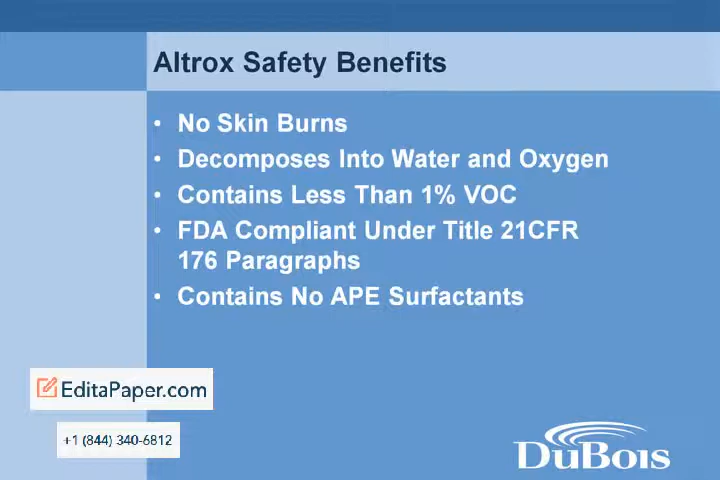 Altrox Safety Benefits
• No Skin Burns
• Decomposes Into Water and Oxygen
• Contains Less Than 1% VOC
• FDA Compliant Under Title 21CFR
176 Paragraphs
• Contains No APE Surfactants
EditaPaper.com
+1 (844) 340-6812
DuBois